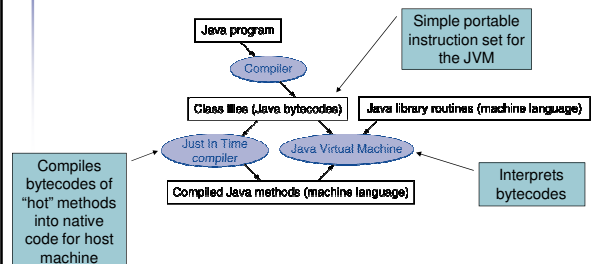 Java program
Simple portable
instruction set for
the JVM
Compiler
Class files (Java bytecodes)
Java library routines (machine language)
Just In Time
compiler
Java Virtual Machine
Compiles
bytecodes of
“hot” methods
into native
code for host
machine
Interprets
bytecodes
Compiled Java methods (machine language)